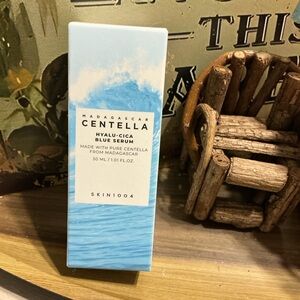 THIS
MADAGASCAR
CENTELLA
HYALU-CICA
BLUE SERUM
MADE WITH PURE CENTELLA
FROM MADAGASCAR
50 ML / 1.01 FL.OZ.
SKIN1004